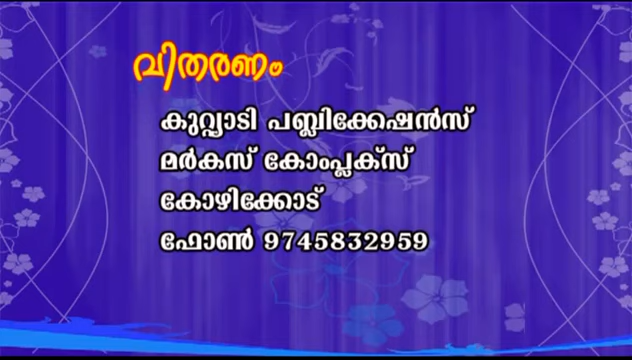 വിതരണം
കുറ്റ്യാടി പബ്ലിക്കേഷൻസ്
മർകസ് കോംപ്ലക്സ്
കോഴിക്കോട്
ഫോൺ 9745832959